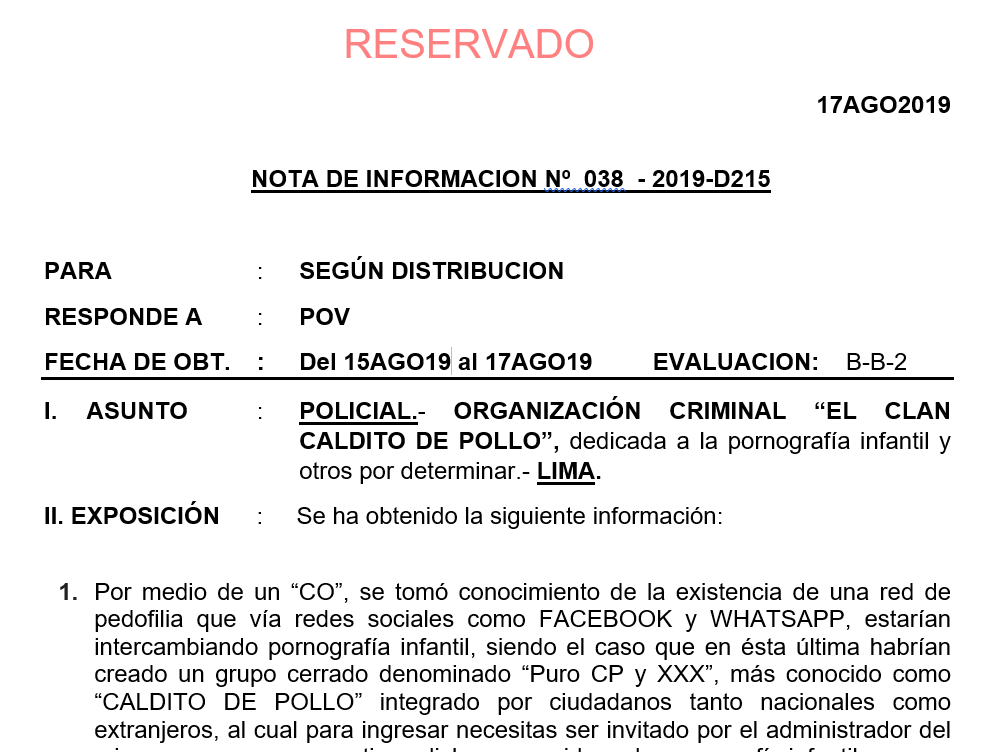 RESERVADO
17AGO2019
NOTA DE INFORMACION Nº 038 - 2019-D215
PARA : SEGÚN DISTRIBUCION
RESPONDE A : POV
FECHA DE OBT. : Del 15AGO19 al 17AGO19 EVALUACION: B-B-2
I. ASUNTO : POLICIAL.- ORGANIZACIÓN CRIMINAL “EL CLAN
CALDITO DE POLLO”, dedicada a la pornografía infantil y
otros por determinar.- LIMA.
II. EXPOSICIÓN : Se ha obtenido la siguiente información:
1. Por medio de un “CO”, se tomó conocimiento de la existencia de una red de
pedofilia que vía redes sociales como FACEBOOK y WHATSAPP, estarían
intercambiando pornografía infantil, siendo el caso que en ésta última habrían
creado un grupo cerrado denominado “Puro CP y XXX”, más conocido como
“CALDITO DE POLLO” integrado por ciudadanos tanto nacionales como
extranjeros, al cual para ingresar necesitas ser invitado por el administrador del